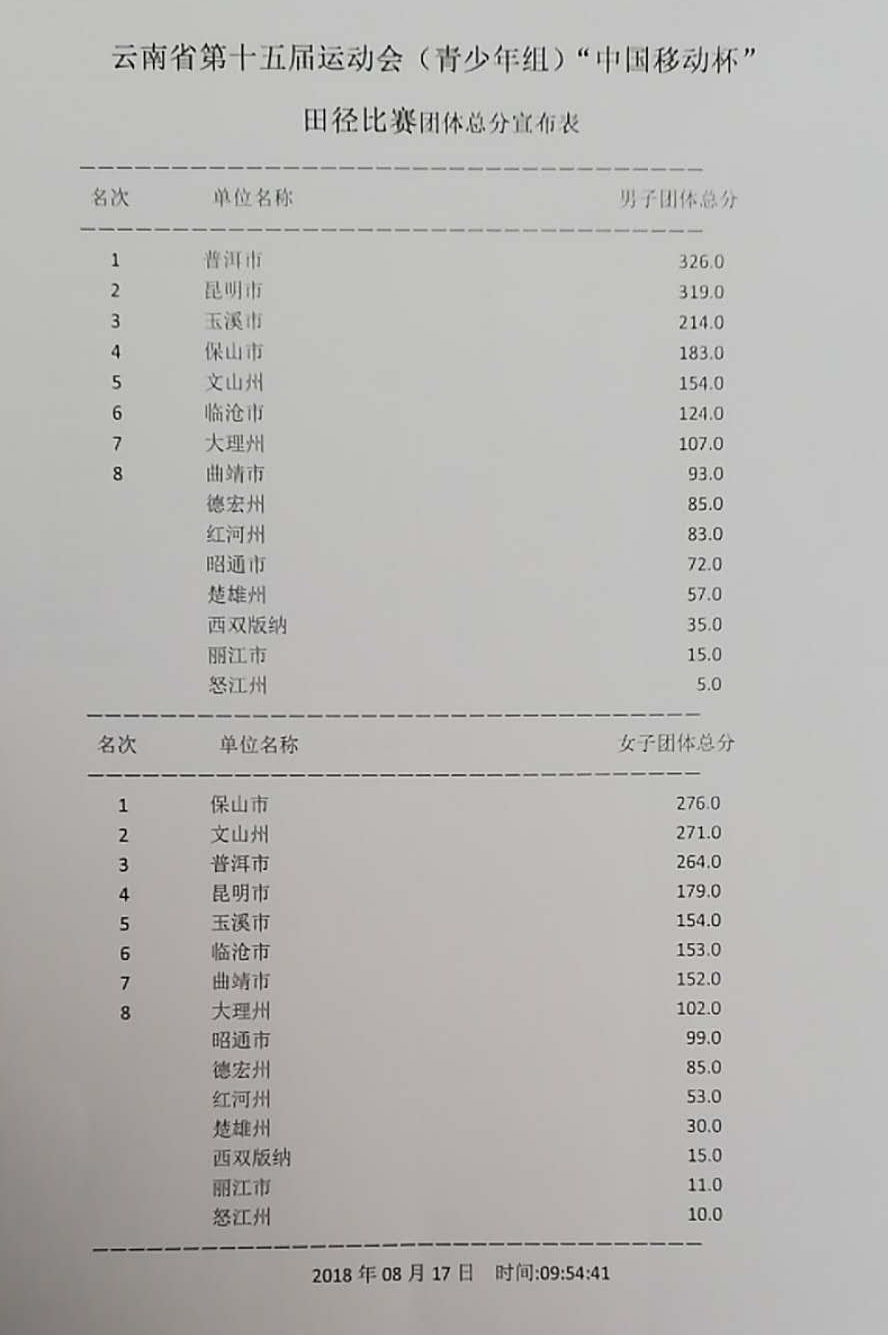 云南省第十五届运动会（青少年组）“中国移动杯”
田径比赛团体总分宣布表
名次 单位名称 男子团体总分
1 普洱市 326.0
2 昆明市 319.0
3 玉溪市 214.0
4 保山市 183.0
5 文山州 154.0
6 临沧市 124.0
7 大理州 107.0
8 曲靖市 93.0
德宏州 85.0
红河州 83.0
昭通市 72.0
楚雄州 57.0
西双版纳 35.0
丽江市 15.0
怒江州 5.0
名次 单位名称 女子团体总分
1 保山市 276.0
2 文山州 271.0
3 普洱市 264.0
4 昆明市 179.0
5 玉溪市 154.0
6 临沧市 153.0
7 曲靖市 152.0
8 大理州 102.0
昭通市 99.0
德宏州 85.0
红河州 53.0
楚雄州 30.0
西双版纳 15.0
丽江市 11.0
怒江州 10.0
2018 年 08 月 17 日 时间:09:54:41